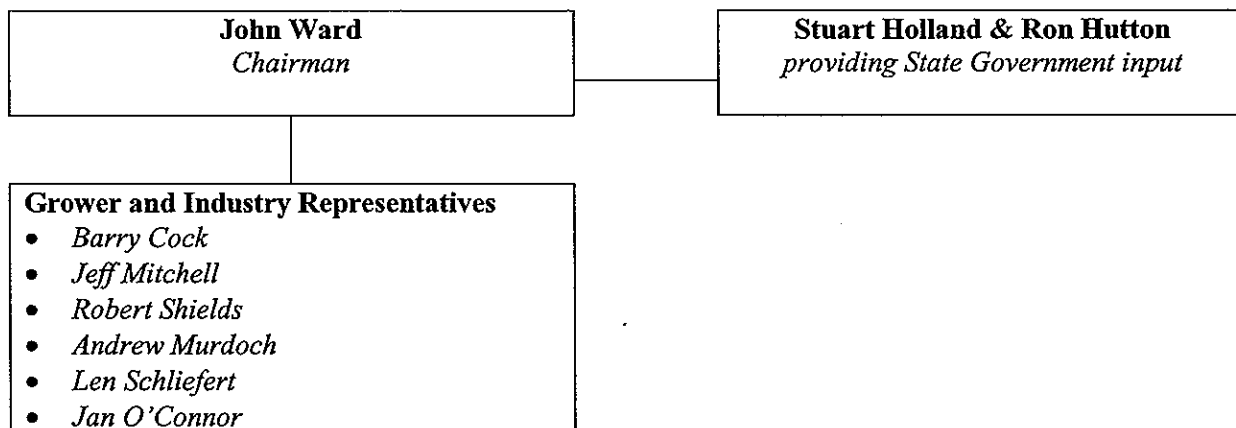 John Ward
Chairman
Stuart Holland & Ron Hutton
providing State Government input
Grower and Industry Representatives
• Barry Cock
• Jeff Mitchell
• Robert Shields
• Andrew Murdoch
• Len Schliefert
• Jan O'Connor